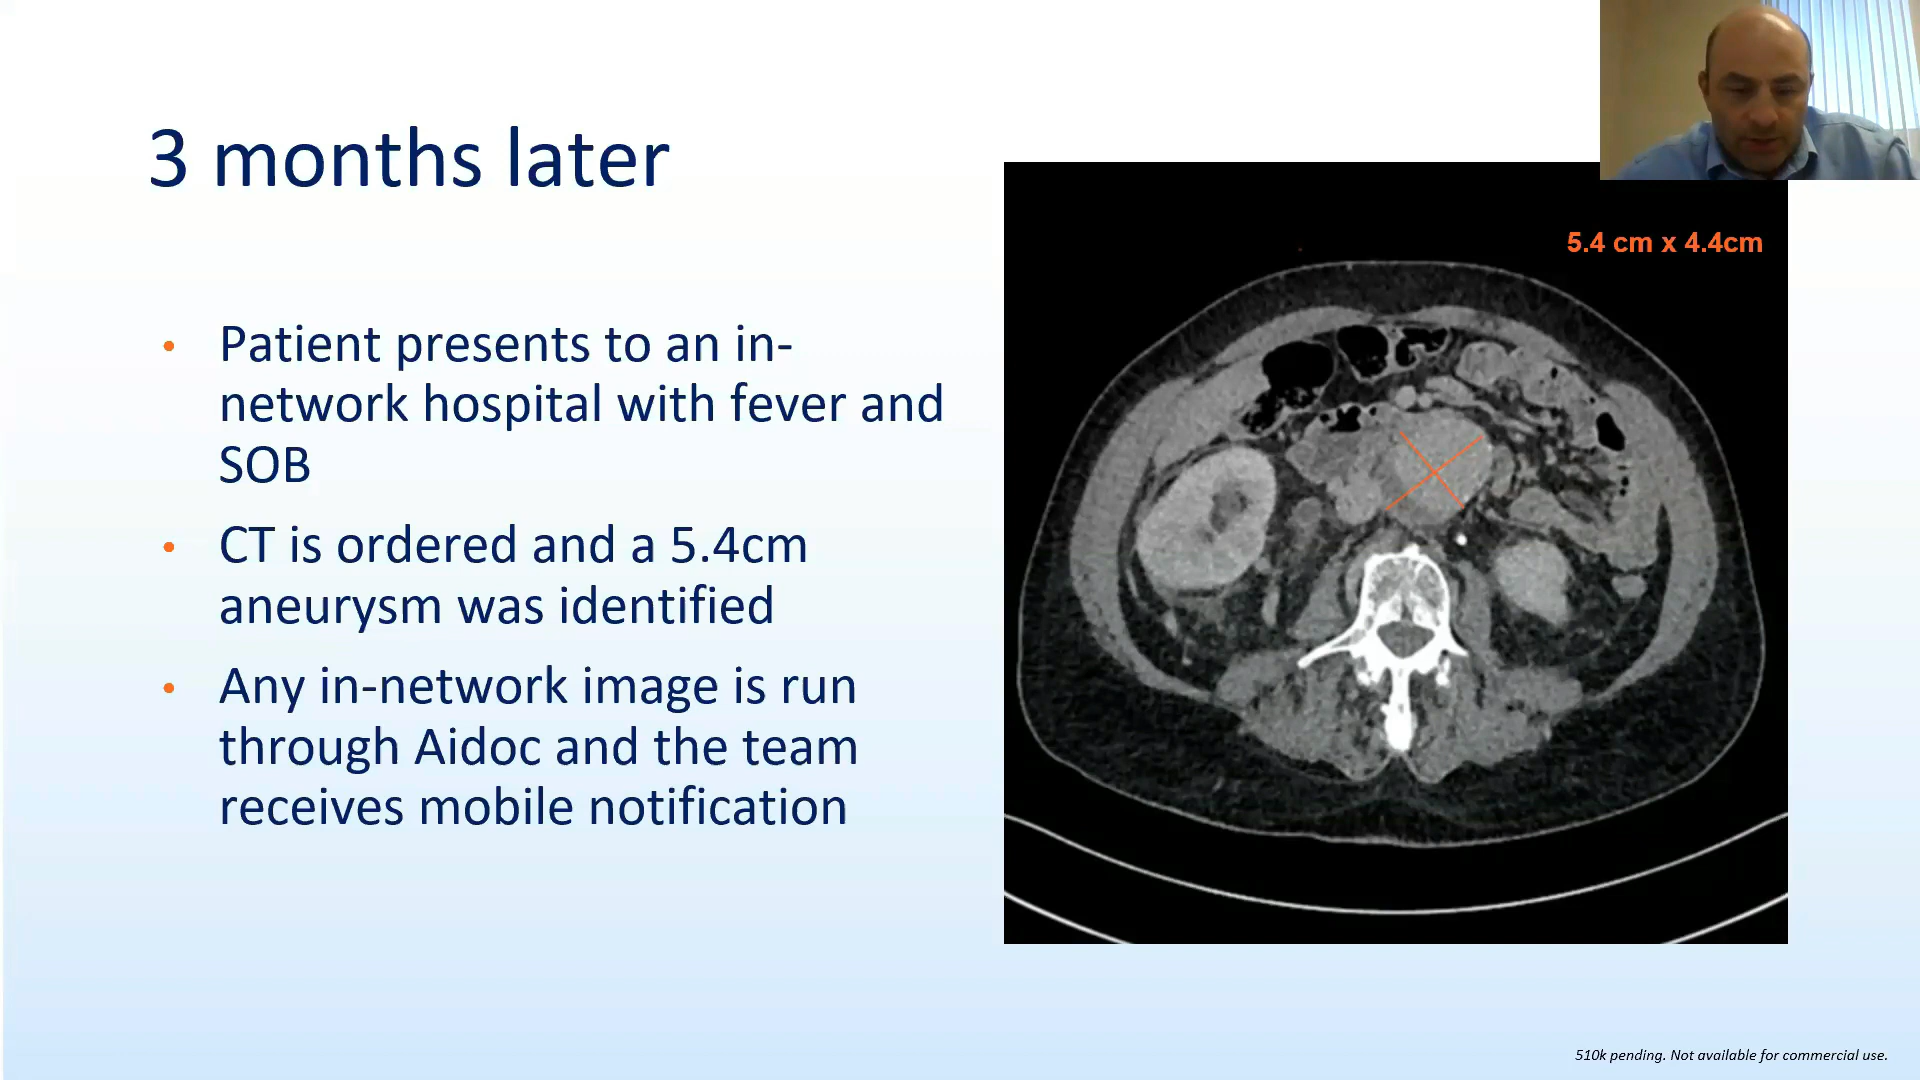 3 months later
5.4 cm x 4.4cm
• Patient presents to an in-
network hospital with fever and
SOB
• CT is ordered and a 5.4cm
aneurysm was identified
• Any in-network image is run
through Aidoc and the team
receives mobile notification
510k pending. Not available for commercial use.